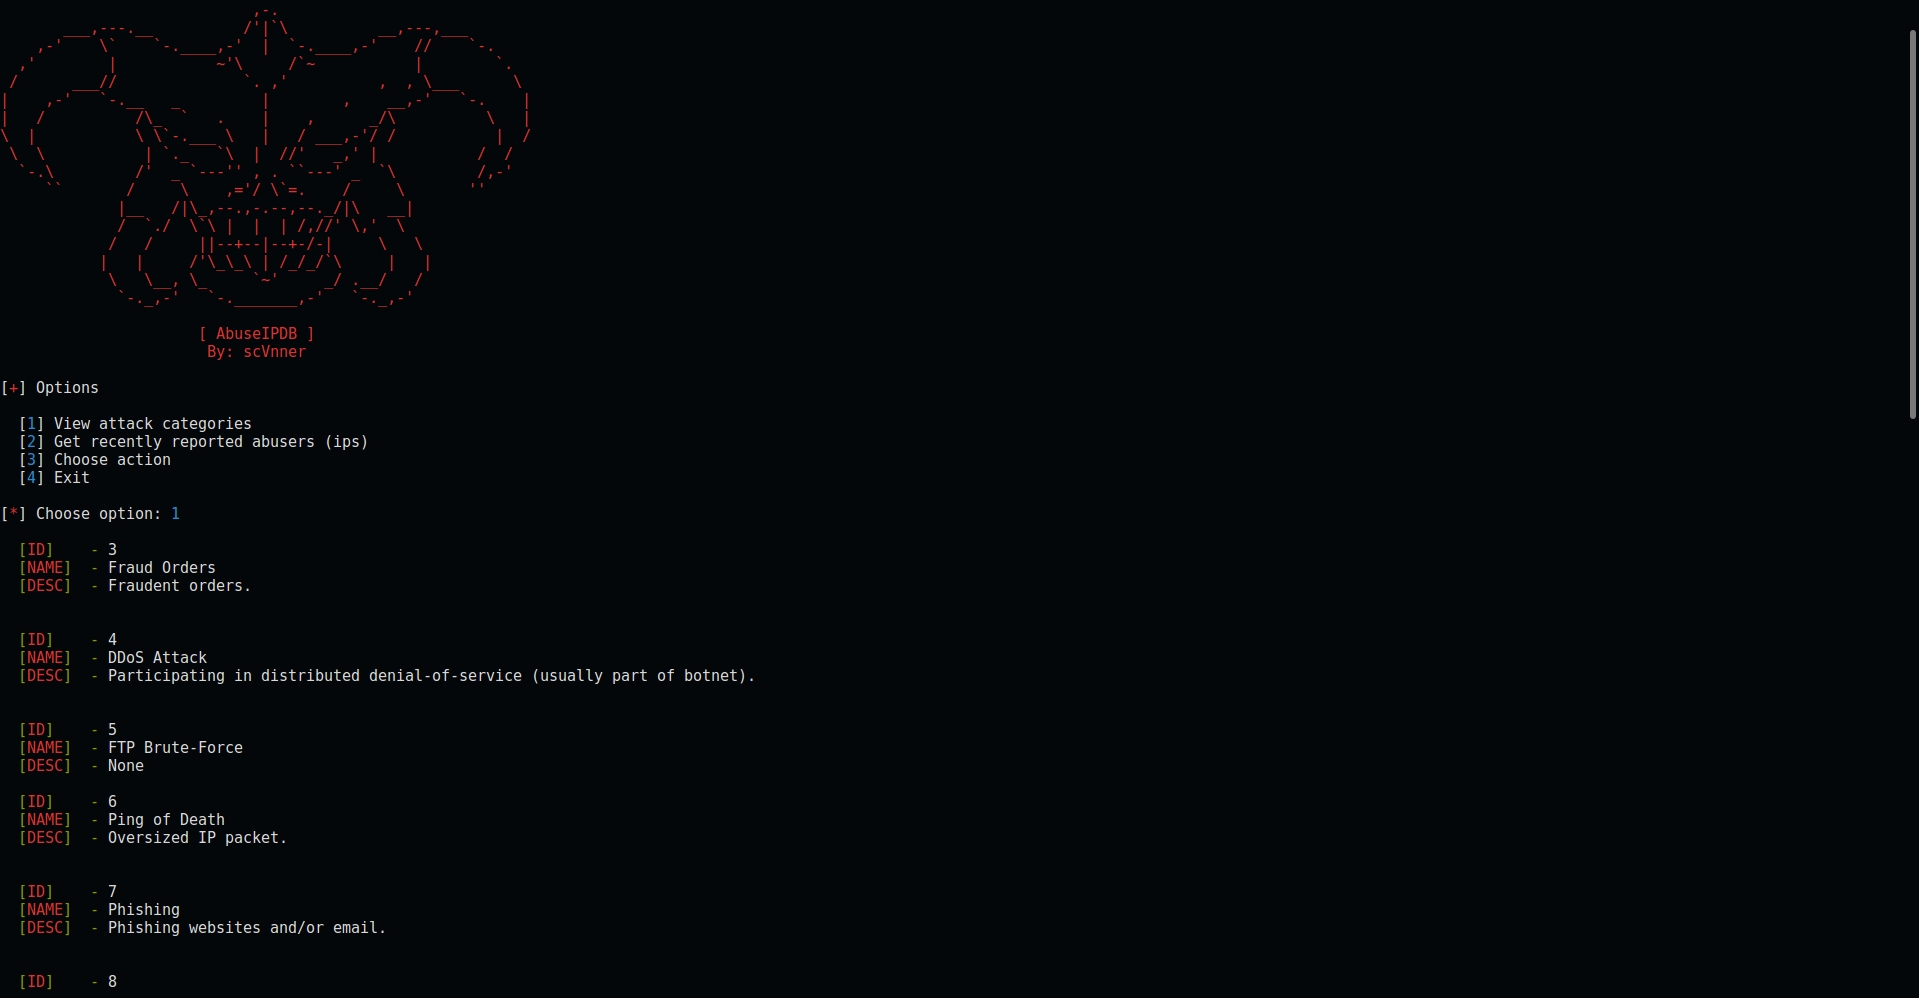 [ AbuseIPDB ]
By: scVnner
[+] Options
[1] View attack categories
[2] Get recently reported abusers (ips)
[3] Choose action
[4] Exit
[*] Choose option: 1
[ID]    - 3
[NAME]  - Fraud Orders
[DESC]  - Fraudent orders.
[ID]    - 4
[NAME]  - DDoS Attack
[DESC]  - Participating in distributed denial-of-service (usually part of botnet).
[ID]    - 5
[NAME]  - FTP Brute-Force
[DESC]  - None
[ID]    - 6
[NAME]  - Ping of Death
[DESC]  - Oversized IP packet.
[ID]    - 7
[NAME]  - Phishing
[DESC]  - Phishing websites and/or email.
[ID]    - 8